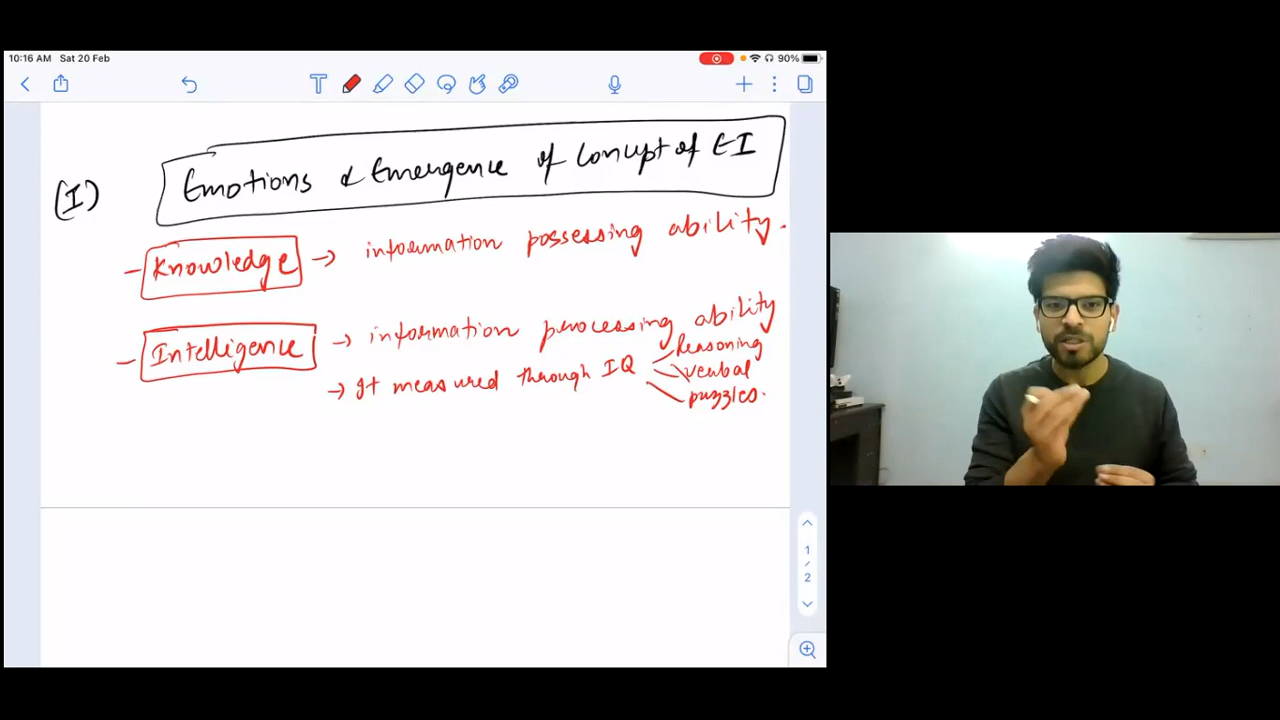 10:16 AM Sat 20 Feb
90%
T
(I) Emotions & Emergence of Concept of EI
- Knowledge → information possessing ability.
- Intelligence → information processing ability
→ It measured through IQ
Reasoning
verbal
puzzles.
1
/
2